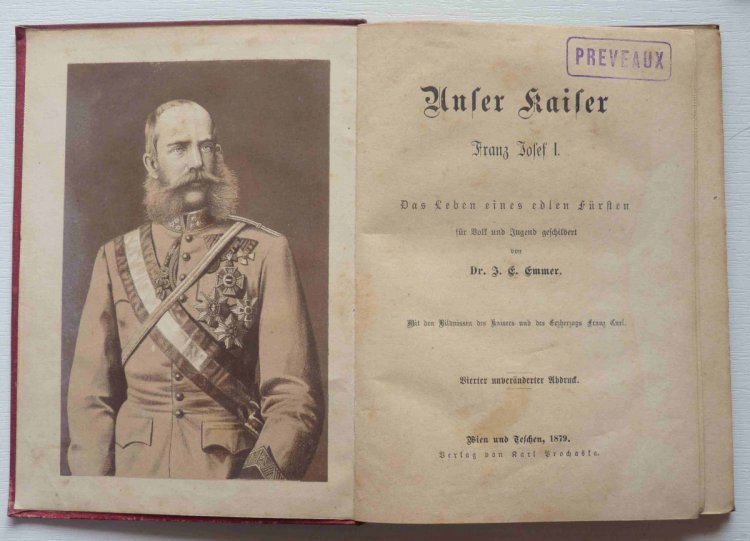 PREVEAUX
Unser Kaiser
Franz Josef I.
Das Leben eines edlen Fürsten
für Volk und Jugend geschildert
von
Dr. J. E. Emmer.
Mit den Bildnissen des Kaisers und des Erzherzogs Franz Carl.
Vierter unveränderter Abdruck.
Wien und Teschen, 1879.
Verlag von Karl Prochaska.